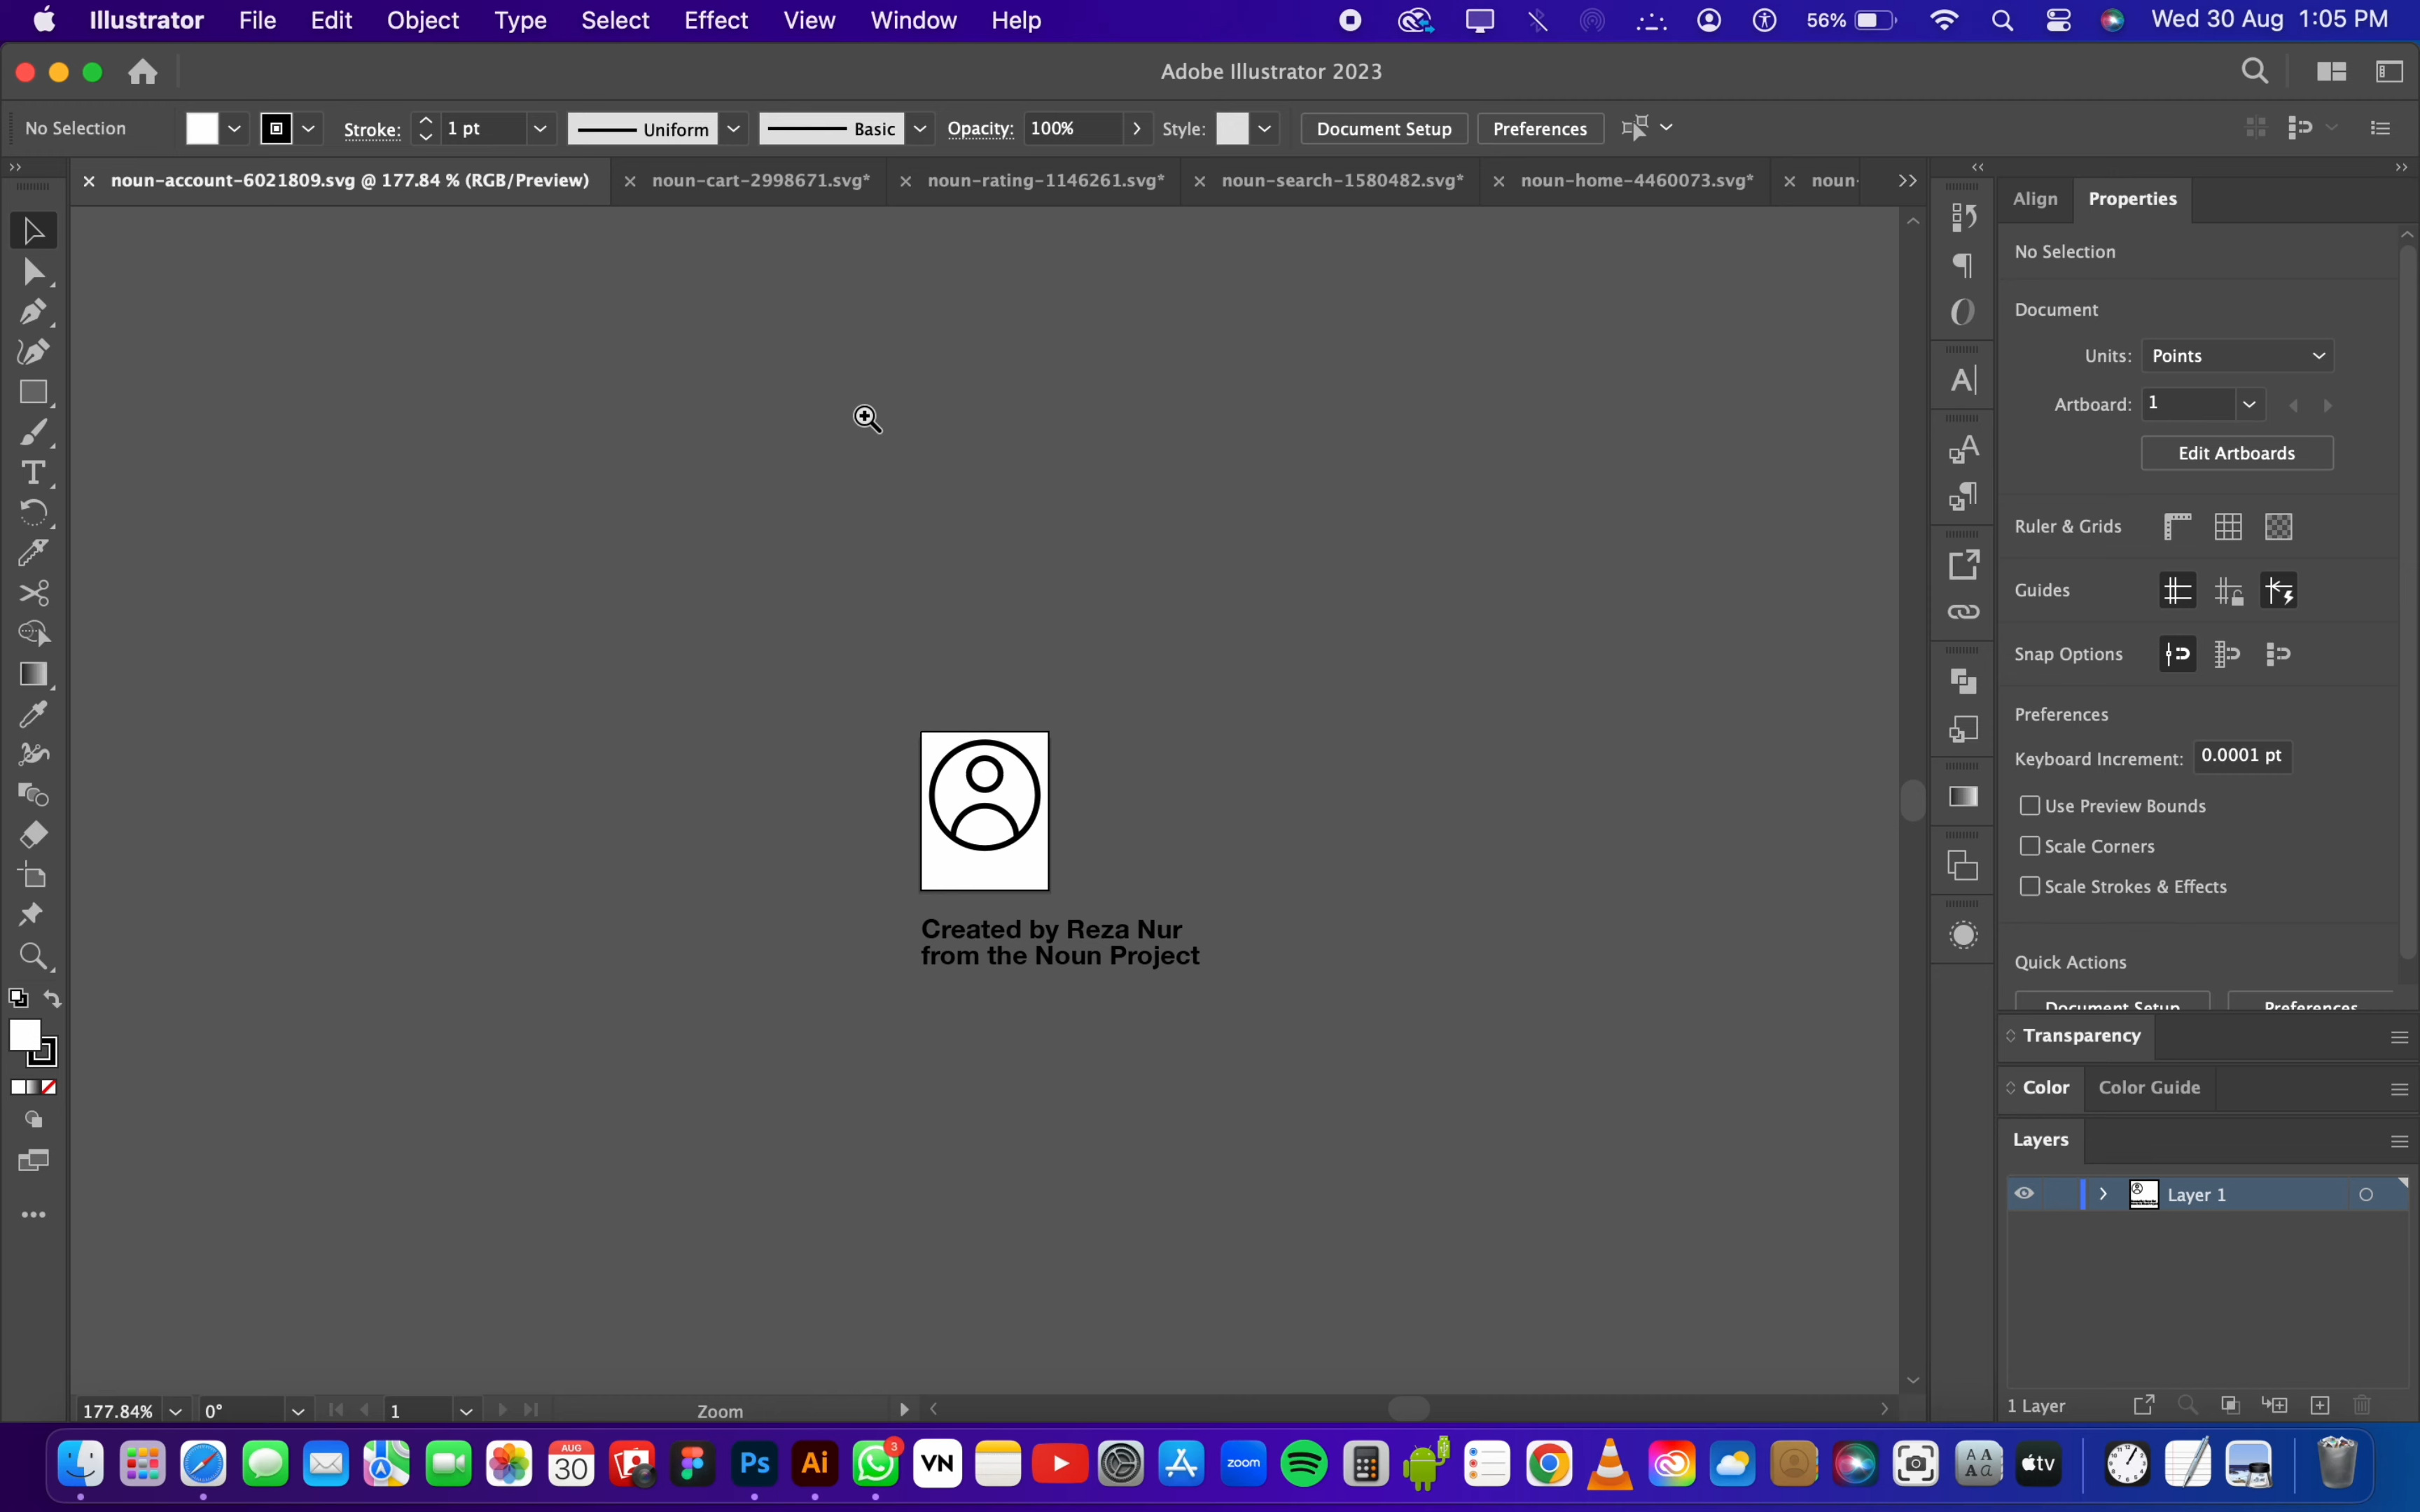 Illustrator File Edit Object Type Select Effect View Window Help 56% Wed 30 Aug 1:05 PM
Adobe Illustrator 2023
No Selection Stroke: 1 pt Uniform Basic Opacity: 100% Style: Document Setup Preferences
noun-account-6021809.svg @ 177.84 % (RGB/Preview) noun-cart-2998671.svg* noun-rating-1146261.svg* noun-search-1580482.svg* noun-home-4460073.svg* noun-
Align Properties
No Selection
Document
Units: Points
Artboard: 1
Edit Artboards
Ruler & Grids
Guides
Snap Options
Preferences
Keyboard Increment: 0.0001 pt
Use Preview Bounds
Scale Corners
Scale Strokes & Effects
Quick Actions
Document Setup Preferences
Transparency
Color Color Guide
Layers
Layer 1
1 Layer
Created by Reza Nur
from the Noun Project
177.84% 0° 1 Zoom
AUG
30
Ps Ai 3 VN zoom tv